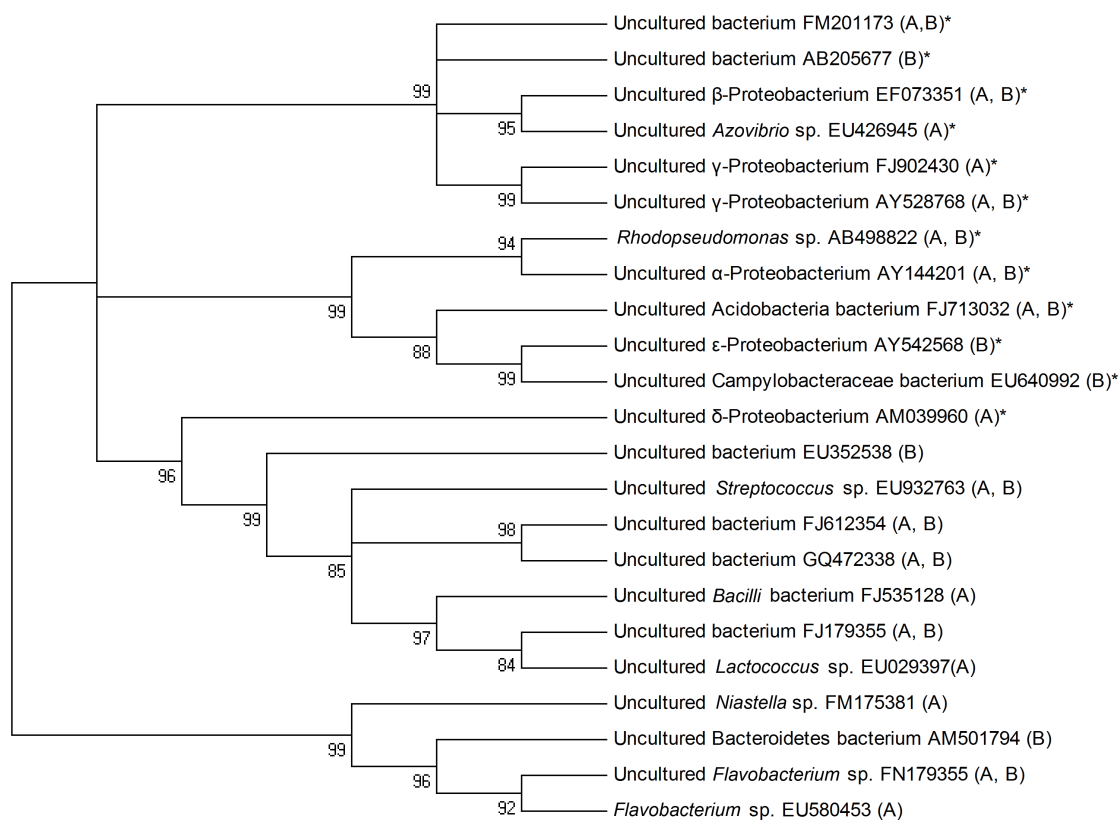 Uncultured bacterium FM201173 (A,B)*
Uncultured bacterium AB205677 (B)*
99
Uncultured β-Proteobacterium EF073351 (A, B)*
95
Uncultured Azovibrio sp. EU426945 (A)*
Uncultured γ-Proteobacterium FJ902430 (A)*
99
Uncultured γ-Proteobacterium AY528768 (A, B)*
94
Rhodopseudomonas sp. AB498822 (A, B)*
Uncultured α-Proteobacterium AY144201 (A, B)*
99
Uncultured Acidobacteria bacterium FJ713032 (A, B)*
88
Uncultured ε-Proteobacterium AY542568 (B)*
99
Uncultured Campylobacteraceae bacterium EU640992 (B)*
Uncultured δ-Proteobacterium AM039960 (A)*
96
Uncultured bacterium EU352538 (B)
99
Uncultured Streptococcus sp. EU932763 (A, B)
98
Uncultured bacterium FJ612354 (A, B)
Uncultured bacterium GQ472338 (A, B)
85
Uncultured Bacilli bacterium FJ535128 (A)
97
Uncultured bacterium FJ179355 (A, B)
84
Uncultured Lactococcus sp. EU029397(A)
Uncultured Niastella sp. FM175381 (A)
99
Uncultured Bacteroidetes bacterium AM501794 (B)
96
Uncultured Flavobacterium sp. FN179355 (A, B)
92
Flavobacterium sp. EU580453 (A)